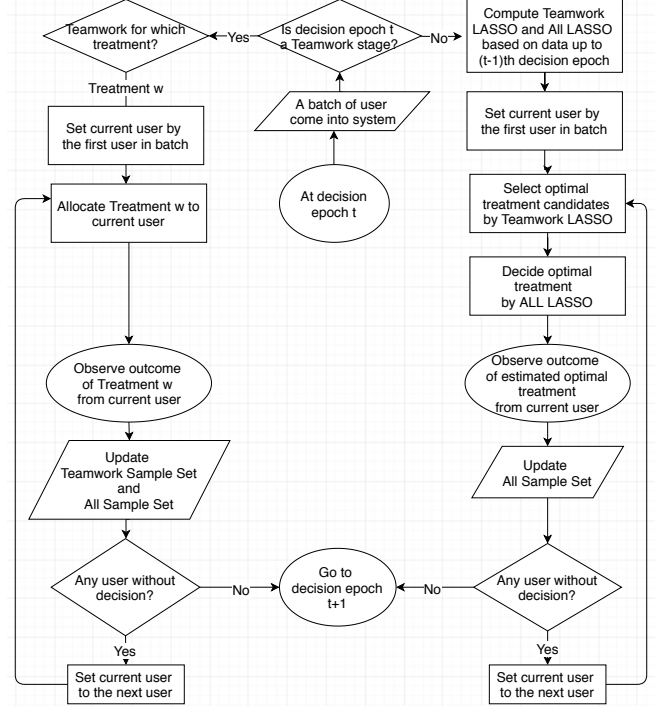 Teamwork for which
treatment?
Yes
Is decision epoch t
a Teamwork stage?
No
Compute Teamwork
LASSO and All LASSO
based on data up to
(t-1)th decision epoch
Treatment w
A batch of user
come into system
Set current user by
the first user in batch
Set current user by
the first user in batch
At decision
epoch t
Allocate Treatment w to
current user
Select optimal
treatment candidates
by Teamwork LASSO
Decide optimal
treatment
by ALL LASSO
Observe outcome
of Treatment w
from current user
Observe outcome
of estimated optimal
treatment
from current user
Update
Teamwork Sample Set
and
All Sample Set
Update
All Sample Set
Any user without
decision?
No
Go to
decision epoch
t+1
No
Any user without
decision?
Yes
Yes
Set current user
to the next user
Set current user
to the next user